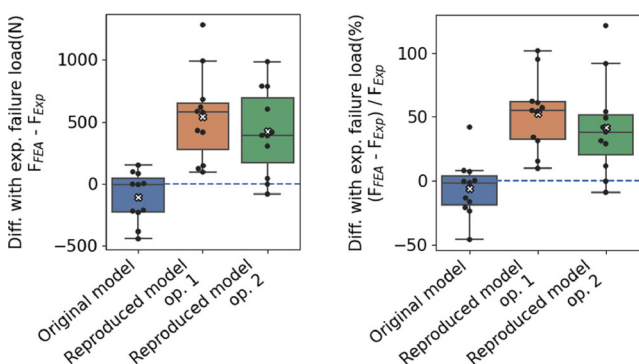 Diff. with exp. failure load(N)
F_FEA - F_Exp
1000
500
0
−500
Original model
Reproduced model
op. 1
Reproduced model
op. 2
Diff. with exp. failure load(%)
(F_FEA - F_Exp) / F_Exp
100
50
0
−50
Original model
Reproduced model
op. 1
Reproduced model
op. 2